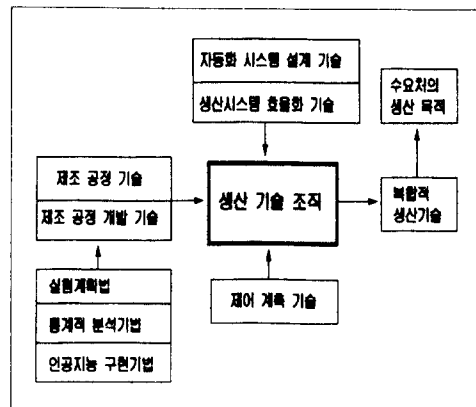 자동화 시스템 설계 기술
생산시스템 효율화 기술
수요처의
생산 목적
제조 공정 기술
제조 공정 개발 기술
생산 기술 조직
복합적
생산기술
실험계획법
통계적 분석기법
인공지능 구현기법
제어 계측 기술